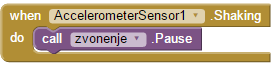 when AccelerometerSensor1 .Shaking
do call zvonenje .Pause